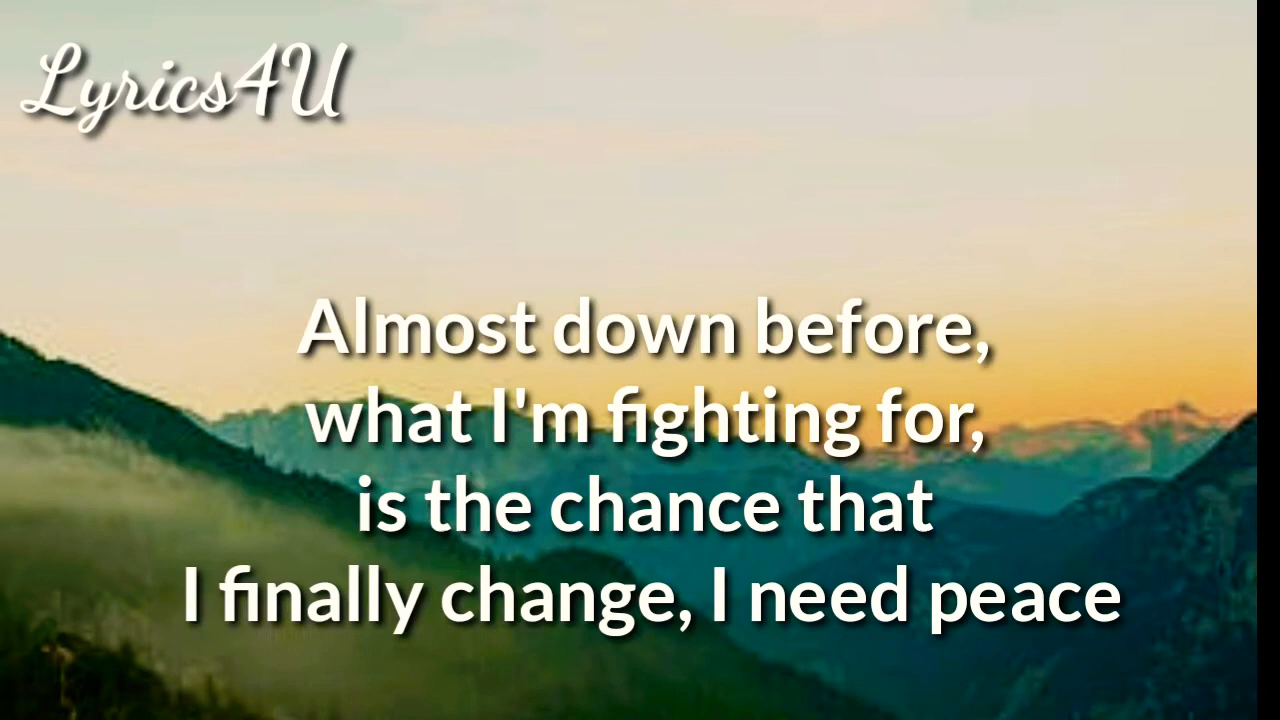 Lyrics4U
Almost down before,
what I'm fighting for,
is the chance that
I finally change, I need peace